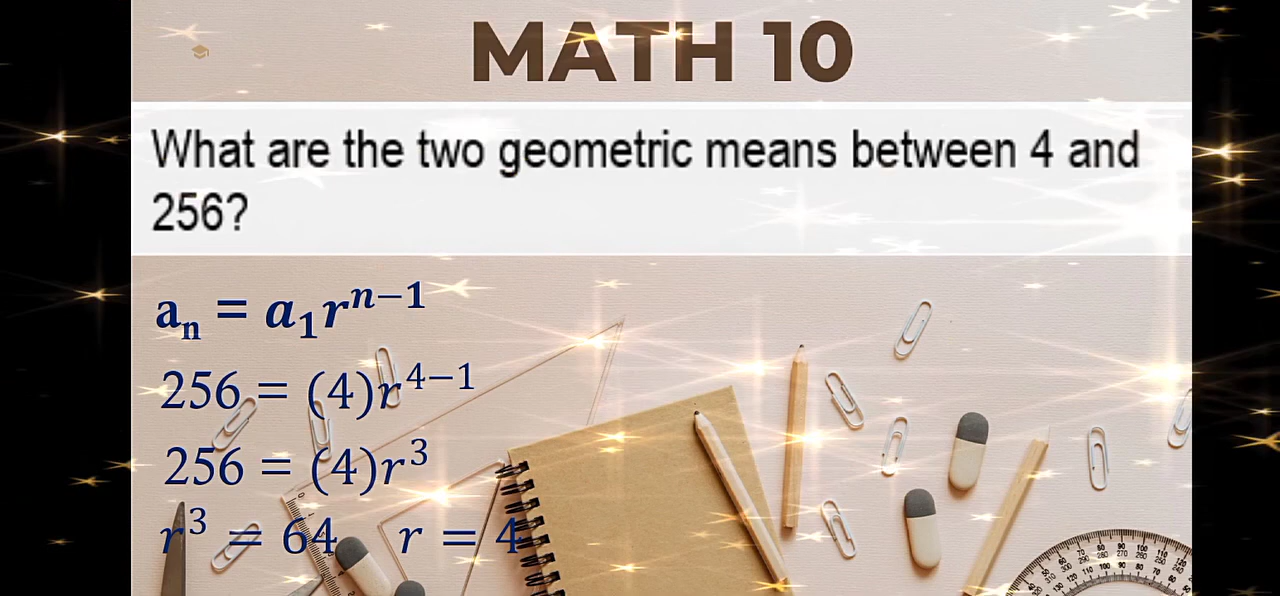 MATH 10
What are the two geometric means between 4 and
256?
aₙ = a₁rⁿ⁻¹
256 = (4)r⁴⁻¹
256 = (4)r³
r³ = 64 r = 4